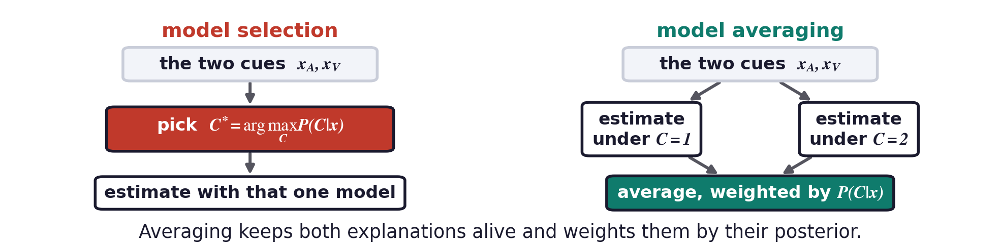 model selection
the two cues x_A, x_V
pick C* = arg max_C P(C|x)
estimate with that one model
model averaging
the two cues x_A, x_V
estimate
under C = 1
estimate
under C = 2
average, weighted by P(C|x)
Averaging keeps both explanations alive and weights them by their posterior.